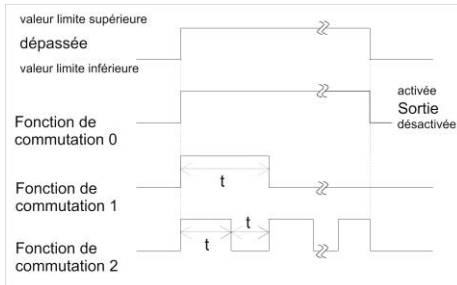 valeur limite supérieure
dépassée
valeur limite inférieure
activée
Sortie
désactivée
Fonction de
commutation 0
Fonction de
commutation 1
t
Fonction de
commutation 2
t
t